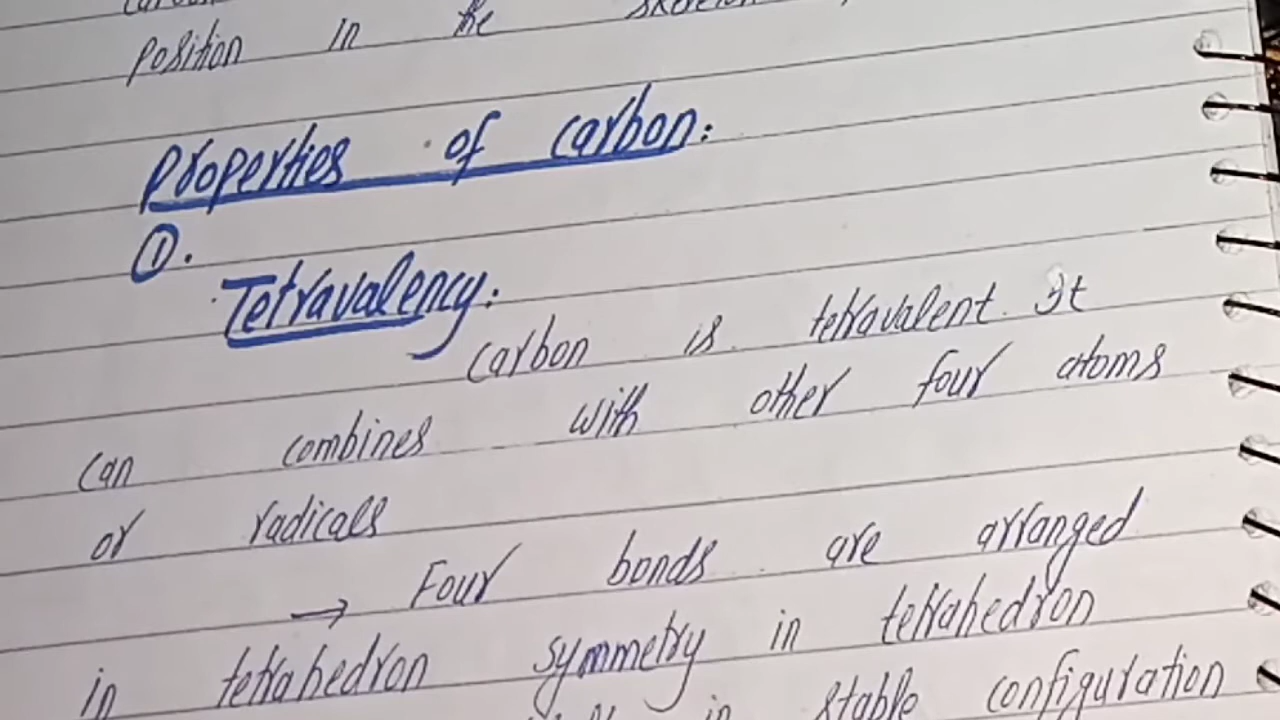 position in the
Properties of carbon:
①.
Tetravalency:
carbon is tetravalent. It
can combines with other four atoms
or radicals
→ Four bonds are arranged
in tetrahedron symmetry in tetrahedron
in stable configuration